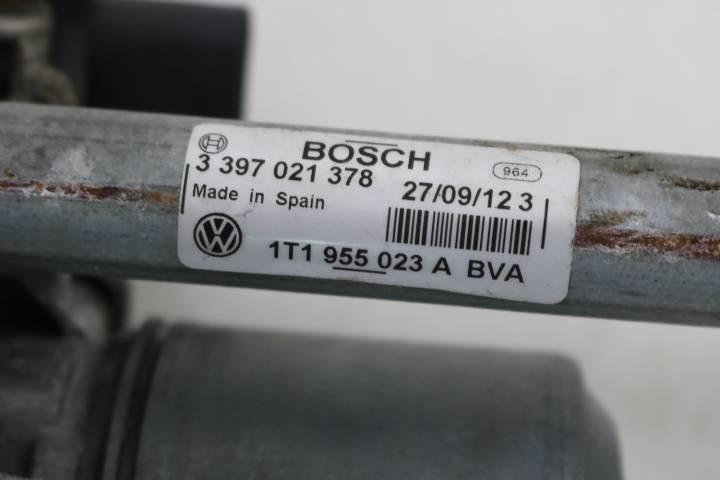 BOSCH
964
3 397 021 378
27/09/12 3
Made in Spain
1T1 955 023 A BVA